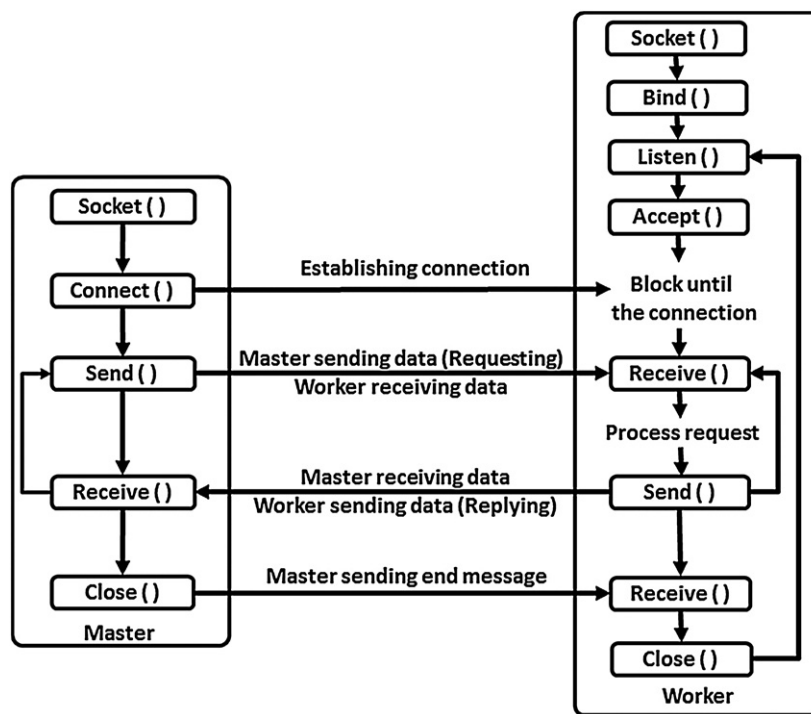 Socket ( )
Connect ( )
Send ( )
Receive ( )
Close ( )
Master
Establishing connection
Master sending data (Requesting)
Worker receiving data
Master receiving data
Worker sending data (Replying)
Master sending end message
Socket ( )
Bind ( )
Listen ( )
Accept ( )
Block until
the connection
Receive ( )
Process request
Send ( )
Receive ( )
Close ( )
Worker